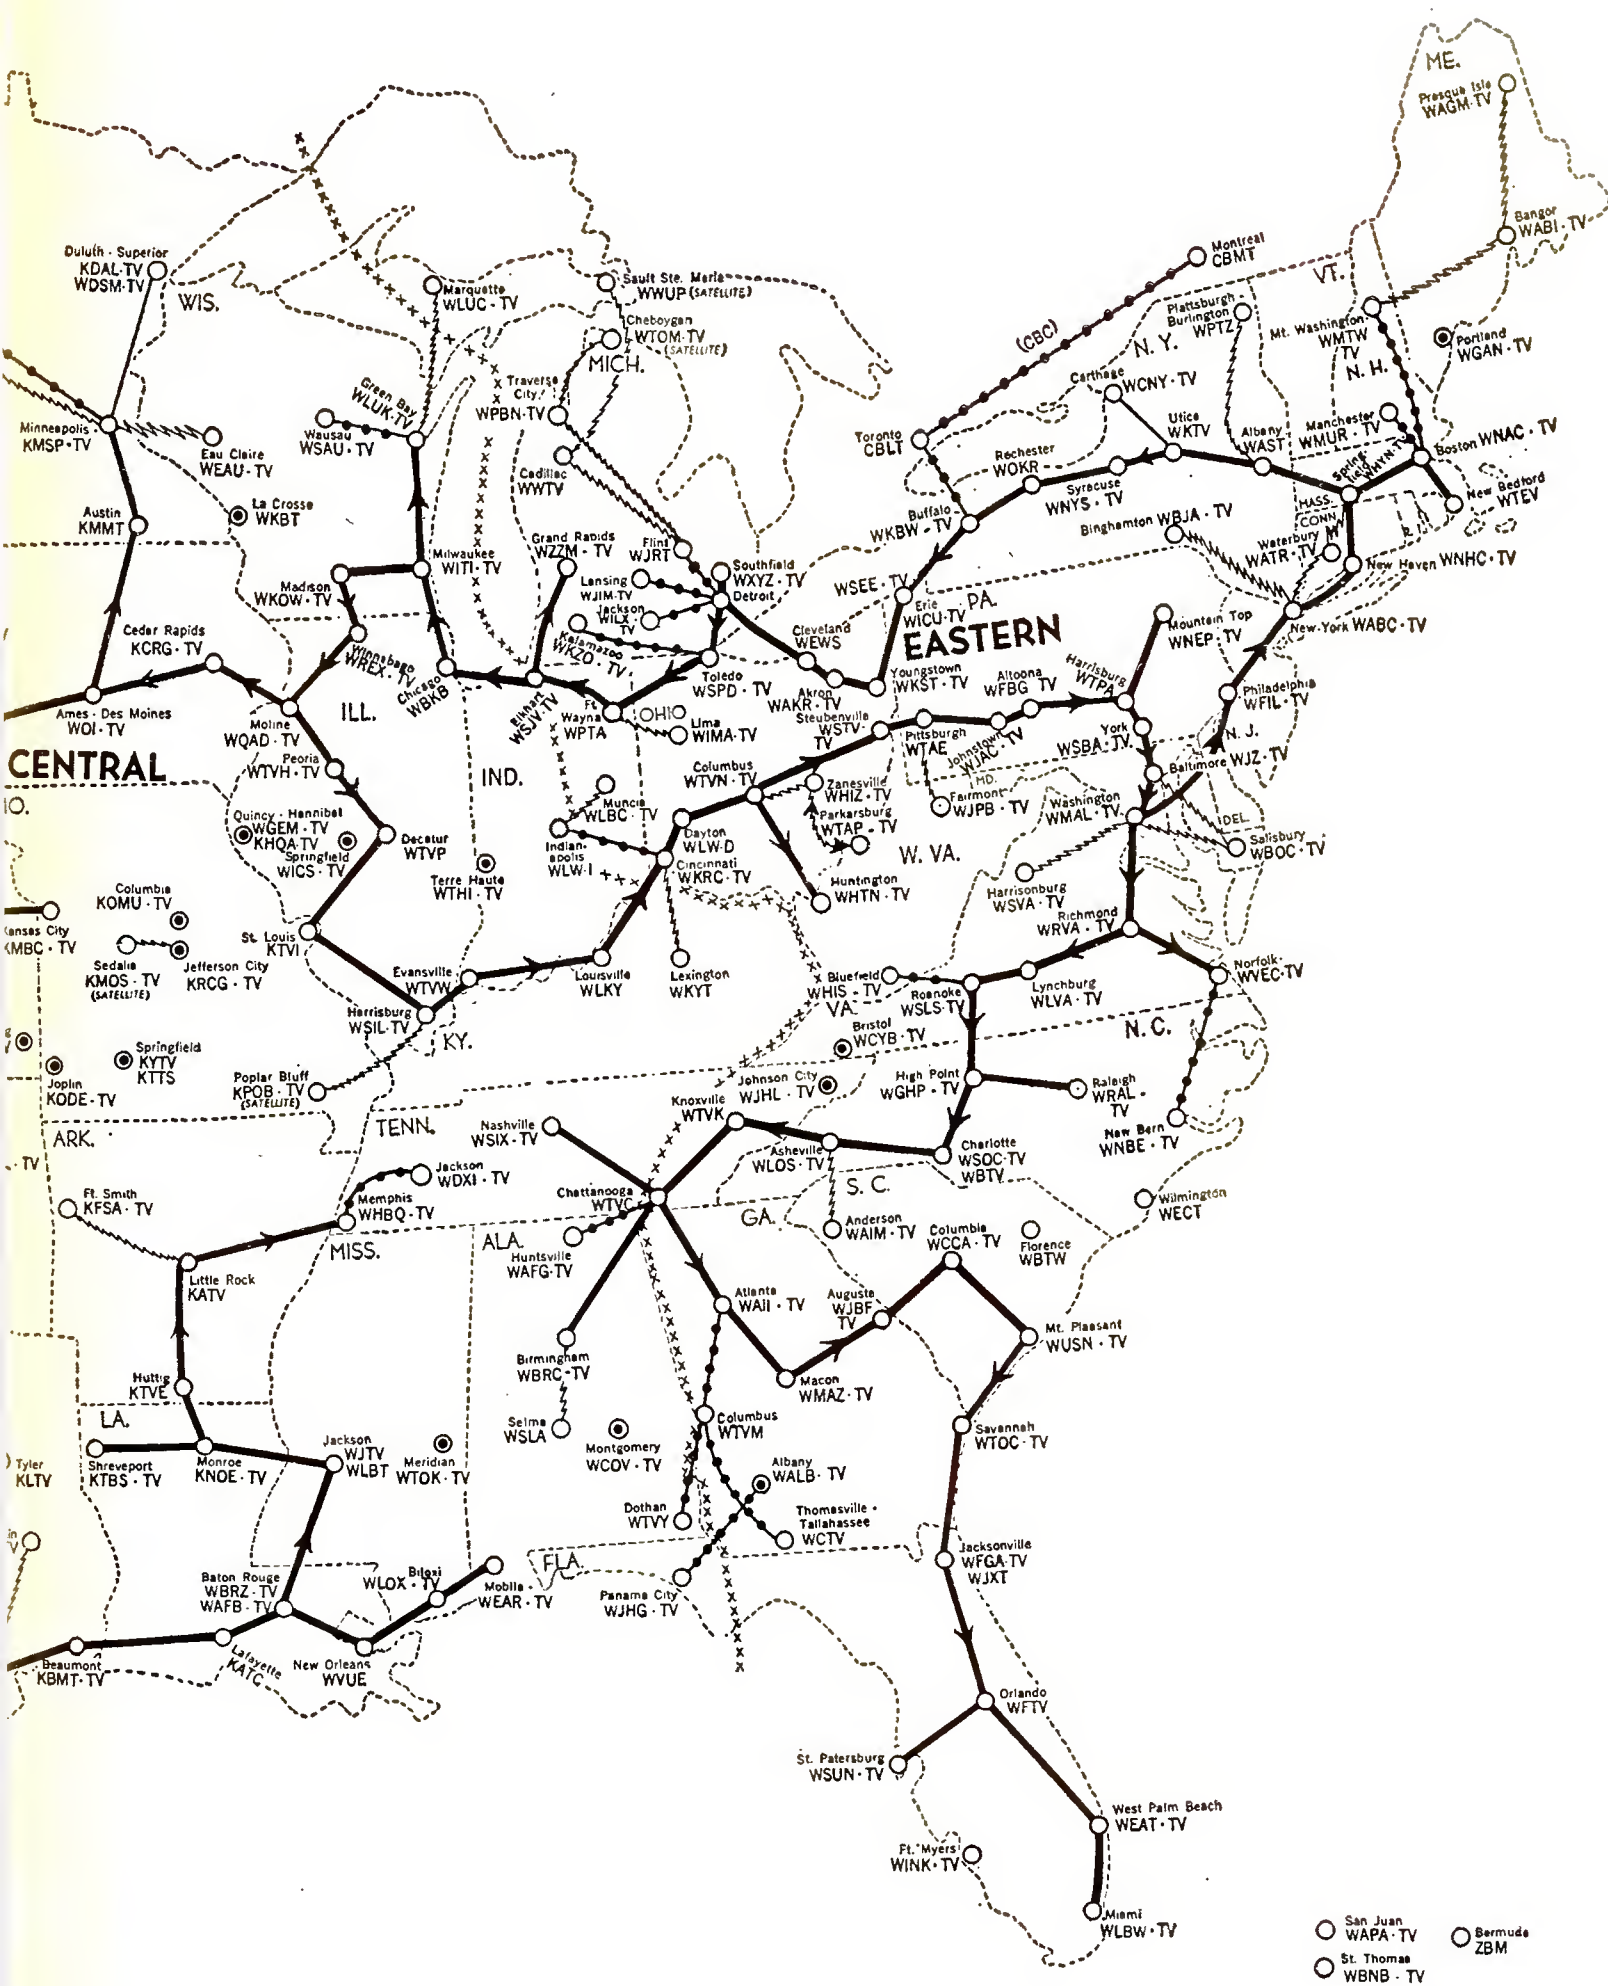 ME.
Presque Isle
WAGM-TV
Bangor
WABI-TV
Montreal
CBMT
VT.
Duluth-Superior
KDAL-TV
WDSM-TV
WIS.
Marquette
WLUC-TV
Sault Ste. Marie
WWUP (SATELLITE)
Cheboygan
WTOM-TV
(SATELLITE)
MICH.
(CBC)
Plattsburgh
Burlington
WPTZ
N.Y.
Mt. Washington
WMTW
TV
N.H.
Portland
WGAN-TV
Carthage
WCNY-TV
Traverse
City
WPBN-TV
Green Bay
WLUK-TV
Wausau
WSAU-TV
Minneapolis
KMSP-TV
Eau Claire
WEAU-TV
Cadillac
WWTV
Toronto
CBLT
Utica
WKTV
Albany
WAST
Manchester
WMUR-TV
Boston WNAC-TV
Rochester
WOKR
Syracuse
WNYS-TV
Spring-
field
WHYN-TV
New Bedford
WTEV
MASS.
CONN.
R.I.
Austin
KMMT
La Crosse
WKBT
Buffalo
WKBW-TV
Binghamton WBJA-TV
Waterbury
WATR-TV
New Haven WNHC-TV
Madison
WKOW-TV
Milwaukee
WITI-TV
Grand Rapids
WZZM-TV
Flint
WJRT
Lansing
WJIM-TV
Southfield
WXYZ-TV
Detroit
Jackson
WILX
TV
WSEE-TV
Erie
WICU-TV
PA.
EASTERN
Mountain Top
WNEP-TV
New York WABC-TV
Cedar Rapids
KCRG-TV
Winnebago
WREX-TV
Chicago
WBKB
Kalamazoo
WKZO-TV
Toledo
WSPD-TV
Cleveland
WEWS
Akron
WAKR-TV
Youngstown
WKST-TV
Altoona
WFBG-TV
Harrisburg
WTPA
Philadelphia
WFIL-TV
Ames-Des Moines
WOI-TV
ILL.
Elkhart
WSJV-TV
Ft.
Wayna
WPTA
OHIO
Lima
WIMA-TV
Steubenville
WSTV-
TV
Pittsburgh
WTAE
Johnstown
WJAC-TV
York
WSBA-TV
N.J.
Moline
WQAD-TV
CENTRAL
Peoria
WTVH-TV
IND.
Columbus
WTVN-TV
Zanesville
WHIZ-TV
Parkersburg
WTAP-TV
MD.
Fairmont
WJPB-TV
Baltimore WJZ-TV
Washington
WMAL-TV
DEL.
Salisbury
WBOC-TV
Quincy-Hannibal
WGEM-TV
KHQA-TV
Springfield
WICS-TV
Decatur
WTVP
Muncie
WLBC-TV
Indian-
apolis
WLW-I
Dayton
WLW-D
Cincinnati
WKRC-TV
Terre Haute
WTHI-TV
Huntington
WHTN-TV
W. VA.
Harrisonburg
WSVA-TV
Richmond
WRVA-TV
Columbia
KOMU-TV
Kansas City
KMBC-TV
Sedalia
KMOS-TV
(SATELLITE)
Jefferson City
KRCG-TV
St. Louis
KTVI
Evansville
WTVW
Louisville
WLKY
Lexington
WKYT
Bluefield
WHIS-TV
VA.
Roanoke
WSLS-TV
Lynchburg
WLVA-TV
Norfolk
WVEC-TV
Harrisburg
WSIL-TV
KY.
Bristol
WCYB-TV
N.C.
Joplin
KODE-TV
Springfield
KYTV
KTTS
Poplar Bluff
KPOB-TV
(SATELLITE)
Johnson City
WJHL-TV
High Point
WGHP-TV
Raleigh
WRAL-
TV
New Bern
WNBE-TV
ARK.
TENN.
Nashville
WSIX-TV
Knoxville
WTVK
Asheville
WLOS-TV
Charlotte
WSOC-TV
WBTV
Jackson
WDXI-TV
Ft. Smith
KFSA-TV
Memphis
WHBQ-TV
Chattanooga
WTVC
S.C.
Wilmington
WECT
MISS.
ALA.
Huntsville
WAFG-TV
GA.
Anderson
WAIM-TV
Columbia
WCCA-TV
Florence
WBTW
Little Rock
KATV
Atlanta
WAII-TV
Augusta
WJBF
TV
Mt. Pleasant
WUSN-TV
Birmingham
WBRC-TV
Macon
WMAZ-TV
Huttig
KTVE
LA.
Selma
WSLA
Montgomery
WCOV-TV
Columbus
WTVM
Savannah
WTOC-TV
Tyler
KLTV
Shreveport
KTBS-TV
Monroe
KNOE-TV
Jackson
WJTV
WLBT
Meridian
WTOK-TV
Albany
WALB-TV
Dothan
WTVY
Thomasville-
Tallahassee
WCTV
Jacksonville
WFGA-TV
WJXT
FLA.
Baton Rouge
WBRZ-TV
WAFB-TV
Biloxi
WLOX-TV
Mobile
WEAR-TV
Panama City
WJHG-TV
Beaumont
KBMT-TV
Lafayette
KATC
New Orleans
WVUE
Orlando
WFTV
St. Petersburg
WSUN-TV
West Palm Beach
WEAT-TV
Ft. Myers
WINK-TV
Miami
WLBW-TV
San Juan
WAPA-TV
Bermuda
ZBM
St. Thomas
WBNB-TV